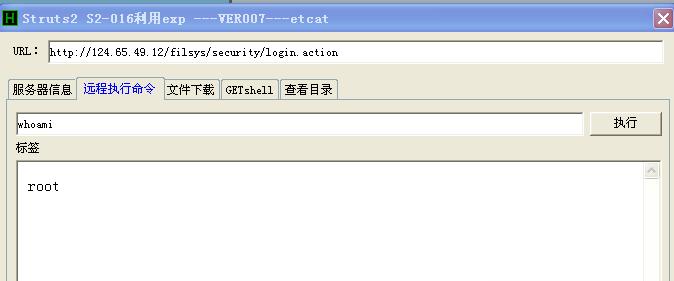 Struts2 S2-016利用exp ---VER007---etcat
URL: http://124.65.49.12/filsys/security/login.action
服务器信息 远程执行命令 文件下载 GETshell 查看目录
whoami 执行
标签
root